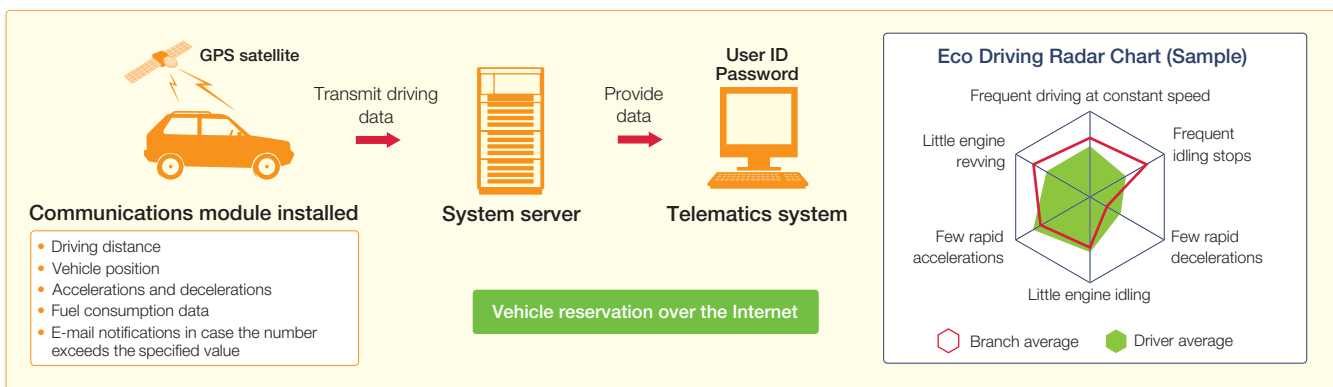 GPS satellite
Transmit driving
data
Communications module installed
• Driving distance
• Vehicle position
• Accelerations and decelerations
• Fuel consumption data
• E-mail notifications in case the number
exceeds the specified value
System server
Provide
data
User ID
Password
Telematics system
Vehicle reservation over the Internet
Eco Driving Radar Chart (Sample)
Frequent driving at constant speed
Little engine
revving
Frequent
idling stops
Few rapid
accelerations
Few rapid
decelerations
Little engine idling
Branch average
Driver average